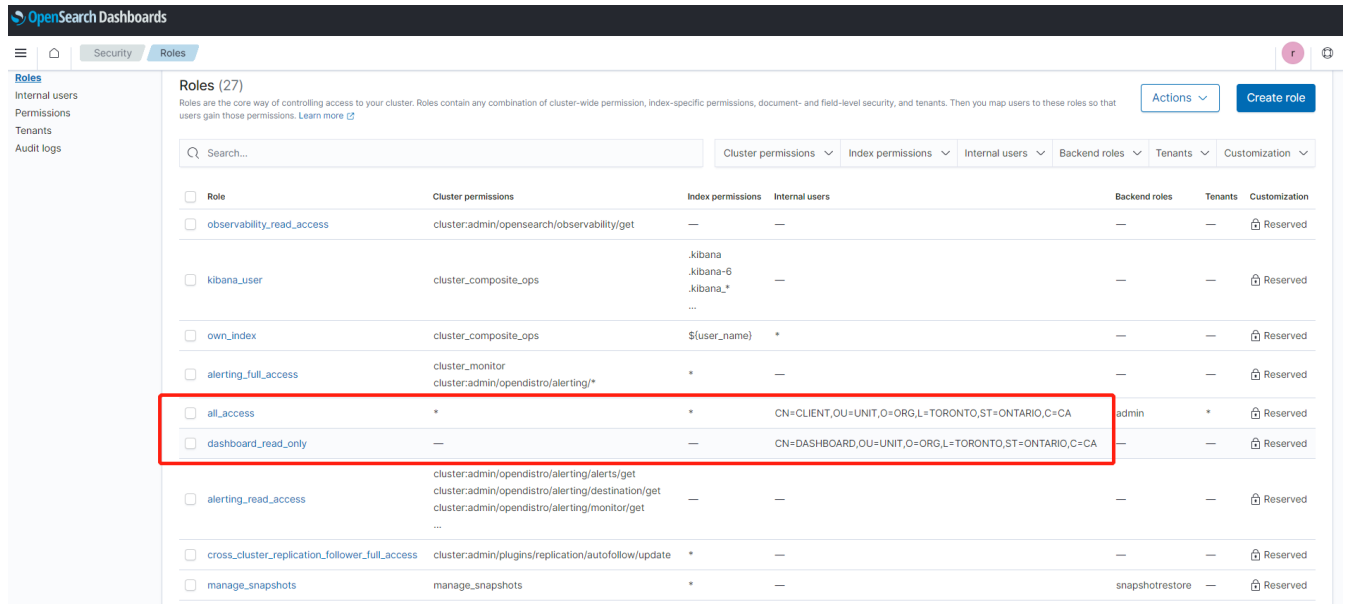 OpenSearch Dashboards
Security Roles
r
Roles
Internal users
Permissions
Tenants
Audit logs
Roles (27)
Roles are the core way of controlling access to your cluster. Roles contain any combination of cluster-wide permission, index-specific permissions, document- and field-level security, and tenants. Then you map users to these roles so that
users gain those permissions. Learn more
Actions
Create role
Search...
Cluster permissions Index permissions Internal users Backend roles Tenants Customization
Role Cluster permissions Index permissions Internal users Backend roles Tenants Customization
observability_read_access cluster:admin/opensearch/observability/get — — — — Reserved
.kibana
.kibana-6
kibana_user cluster_composite_ops — — — Reserved
.kibana_*
...
own_index cluster_composite_ops ${user_name} * — — Reserved
cluster_monitor
alerting_full_access * — — — Reserved
cluster:admin/opendistro/alerting/*
all_access * * CN=CLIENT,OU=UNIT,O=ORG,L=TORONTO,ST=ONTARIO,C=CA admin * Reserved
dashboard_read_only — — CN=DASHBOARD,OU=UNIT,O=ORG,L=TORONTO,ST=ONTARIO,C=CA — — Reserved
cluster:admin/opendistro/alerting/alerts/get
cluster:admin/opendistro/alerting/destination/get
alerting_read_access — — — — Reserved
cluster:admin/opendistro/alerting/monitor/get
...
cross_cluster_replication_follower_full_access cluster:admin/plugins/replication/autofollow/update * — — — Reserved
manage_snapshots manage_snapshots * — snapshotrestore — Reserved